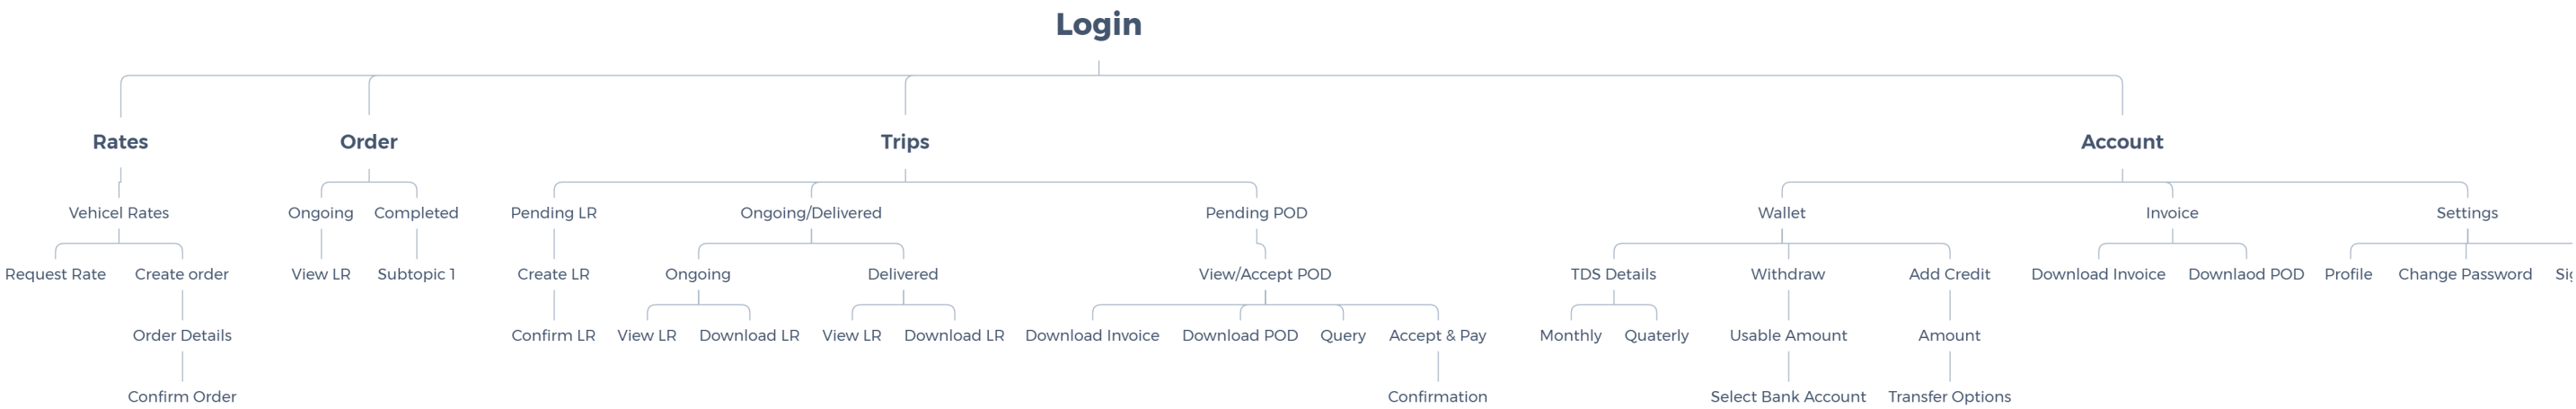 Login
Rates Order Trips Account
Vehicel Rates Ongoing Completed Pending LR Ongoing/Delivered Pending POD Wallet Invoice Settings
Request Rate Create order View LR Subtopic 1 Create LR Ongoing Delivered View/Accept POD TDS Details Withdraw Add Credit Download Invoice Downlaod POD Profile Change Password
Order Details Confirm LR View LR Download LR View LR Download LR Download Invoice Download POD Query Accept & Pay Monthly Quaterly Usable Amount Amount
Confirm Order Confirmation Select Bank Account Transfer Options